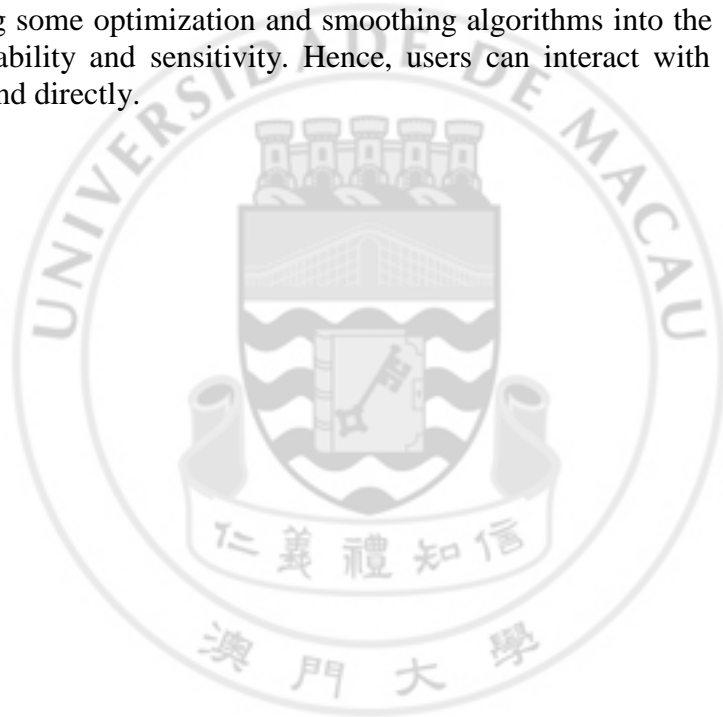 g some optimization and smoothing algorithms into the
ability and sensitivity. Hence, users can interact with
nd directly.
UNIVERSIDADE DE MACAU
仁義禮知信
澳門大學